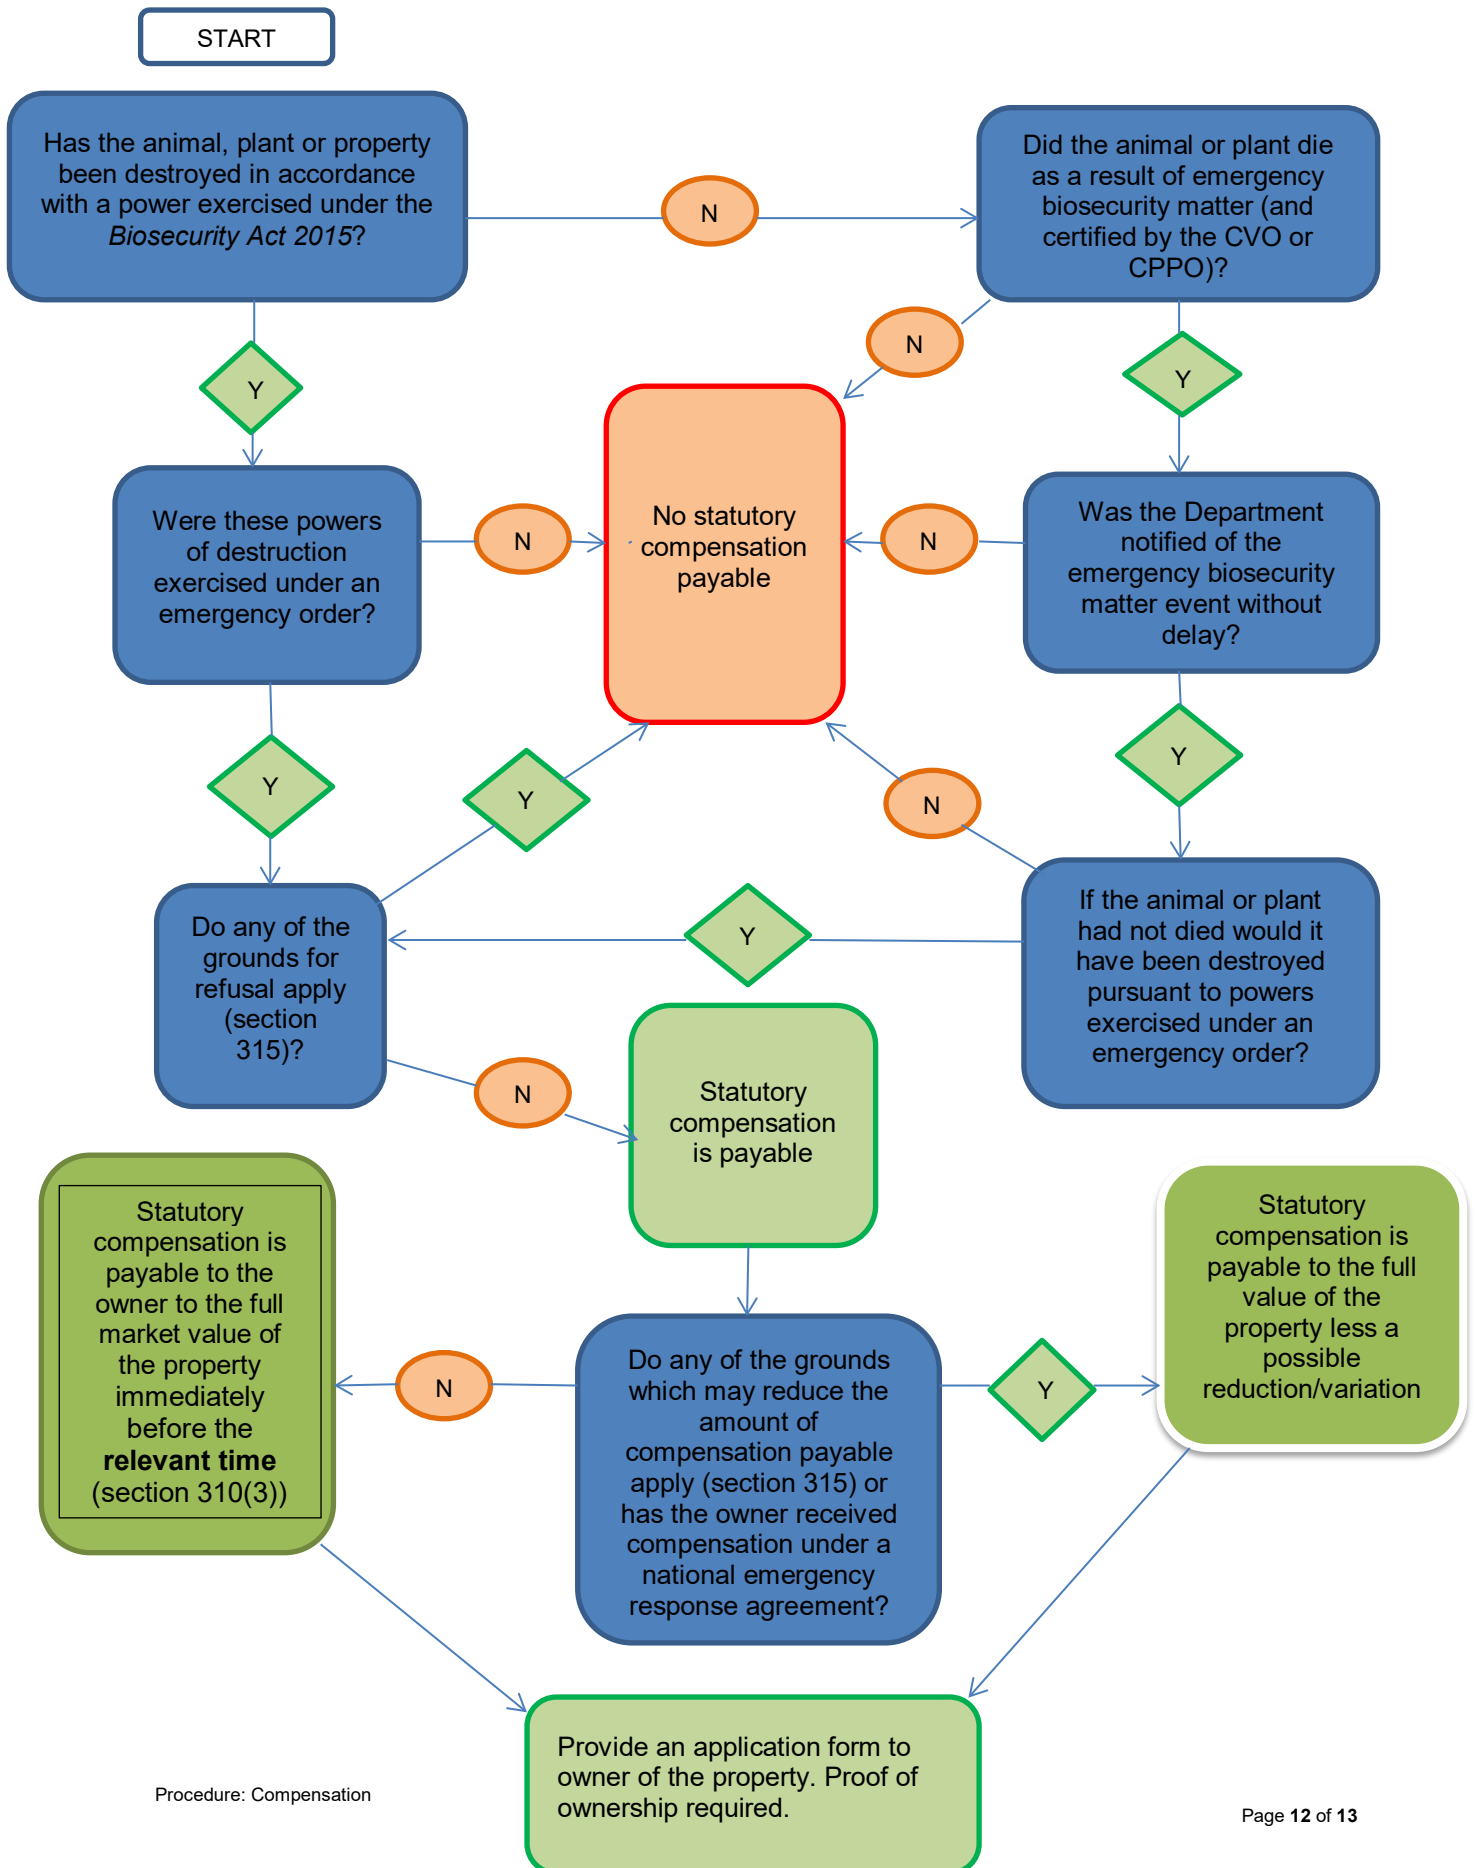 START
Has the animal, plant or property
been destroyed in accordance
with a power exercised under the
Biosecurity Act 2015?
N
Did the animal or plant die
as a result of emergency
biosecurity matter (and
certified by the CVO or
CPPO)?
N
Y
Y
Were these powers
of destruction
exercised under an
emergency order?
N
No statutory
compensation
payable
N
Was the Department
notified of the
emergency biosecurity
matter event without
delay?
Y
Y
Y
N
Do any of the
grounds for
refusal apply
(section
315)?
Y
If the animal or plant
had not died would it
have been destroyed
pursuant to powers
exercised under an
emergency order?
N
Statutory
compensation
is payable
Statutory
compensation is
payable to the
owner to the full
market value of
the property
immediately
before the
relevant time
(section 310(3))
N
Do any of the grounds
which may reduce the
amount of
compensation payable
apply (section 315) or
has the owner received
compensation under a
national emergency
response agreement?
Y
Statutory
compensation is
payable to the full
value of the
property less a
possible
reduction/variation
Provide an application form to
owner of the property. Proof of
ownership required.
Procedure: Compensation
Page 12 of 13